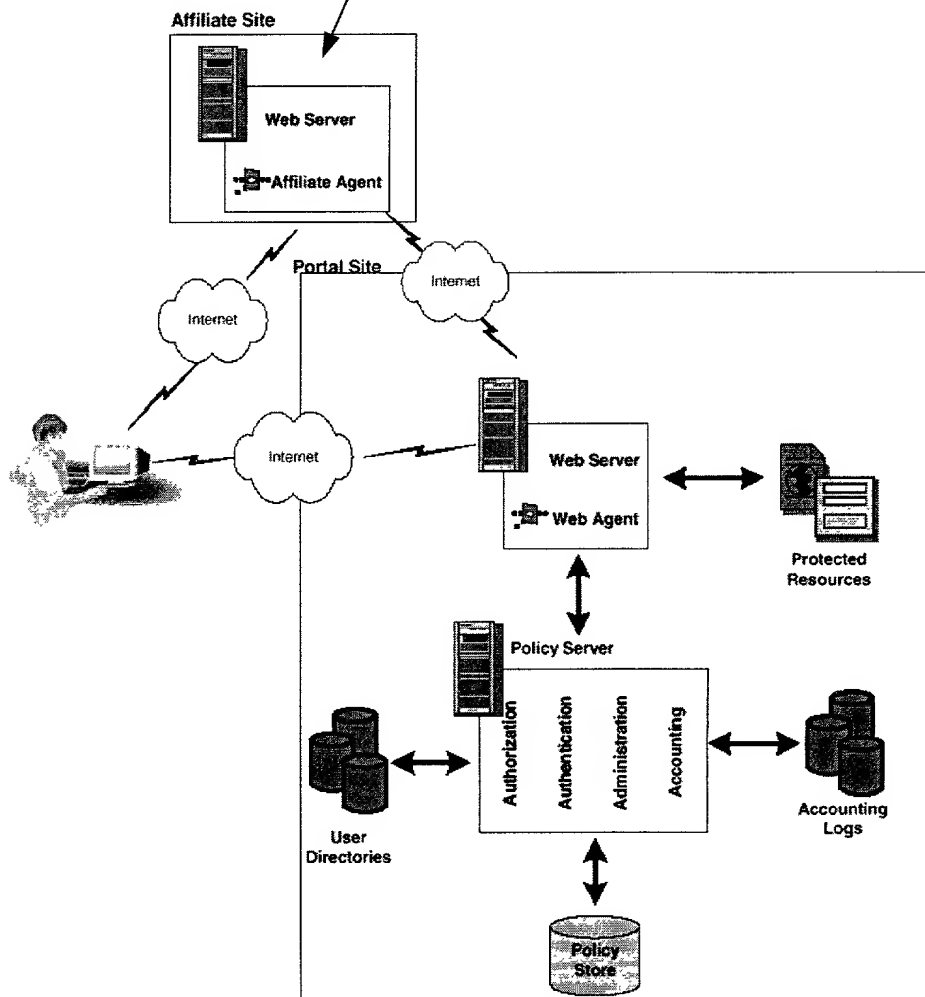 Affiliate Site
Web Server
Affiliate Agent
Portal Site
Internet
Internet
Internet
Web Server
Web Agent
Protected
Resources
Policy Server
Authorization
Authentication
Administration
Accounting
User
Directories
Accounting
Logs
Policy
Store